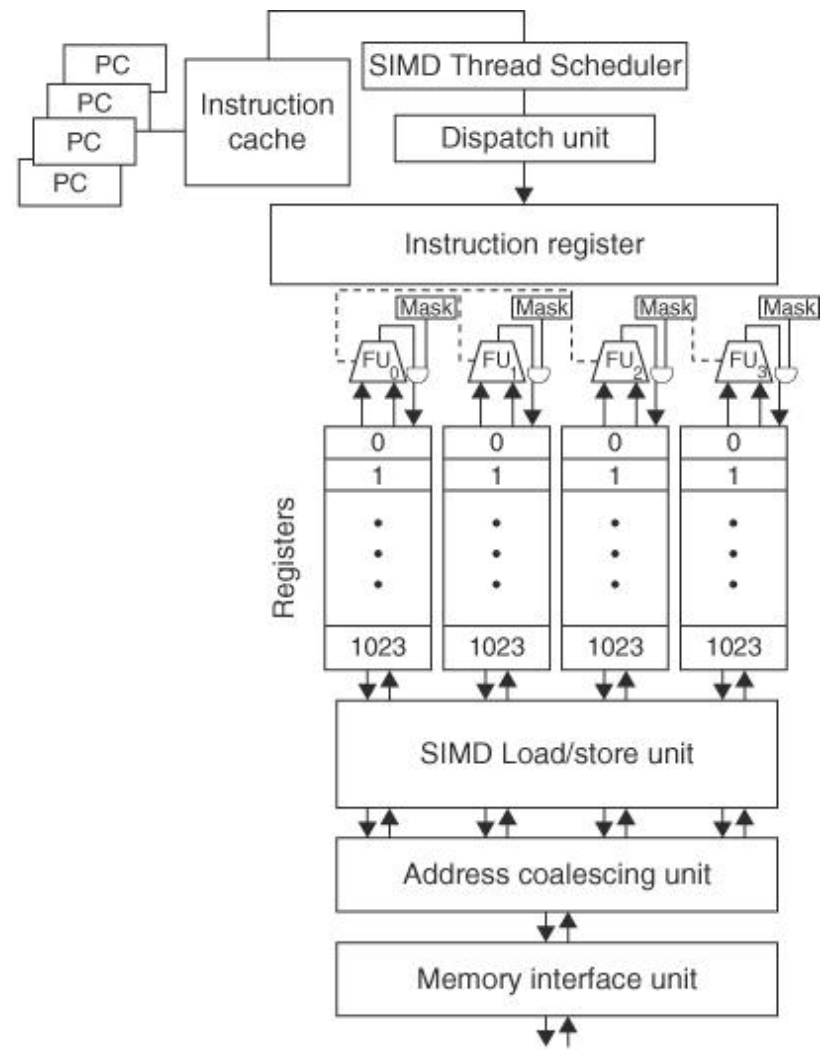 PC
PC
PC
PC
Instruction
cache
SIMD Thread Scheduler
Dispatch unit
Instruction register
Mask Mask Mask Mask
FU0 FU1 FU2 FU3
Registers
0 0 0 0
1 1 1 1
1023 1023 1023 1023
SIMD Load/store unit
Address coalescing unit
Memory interface unit